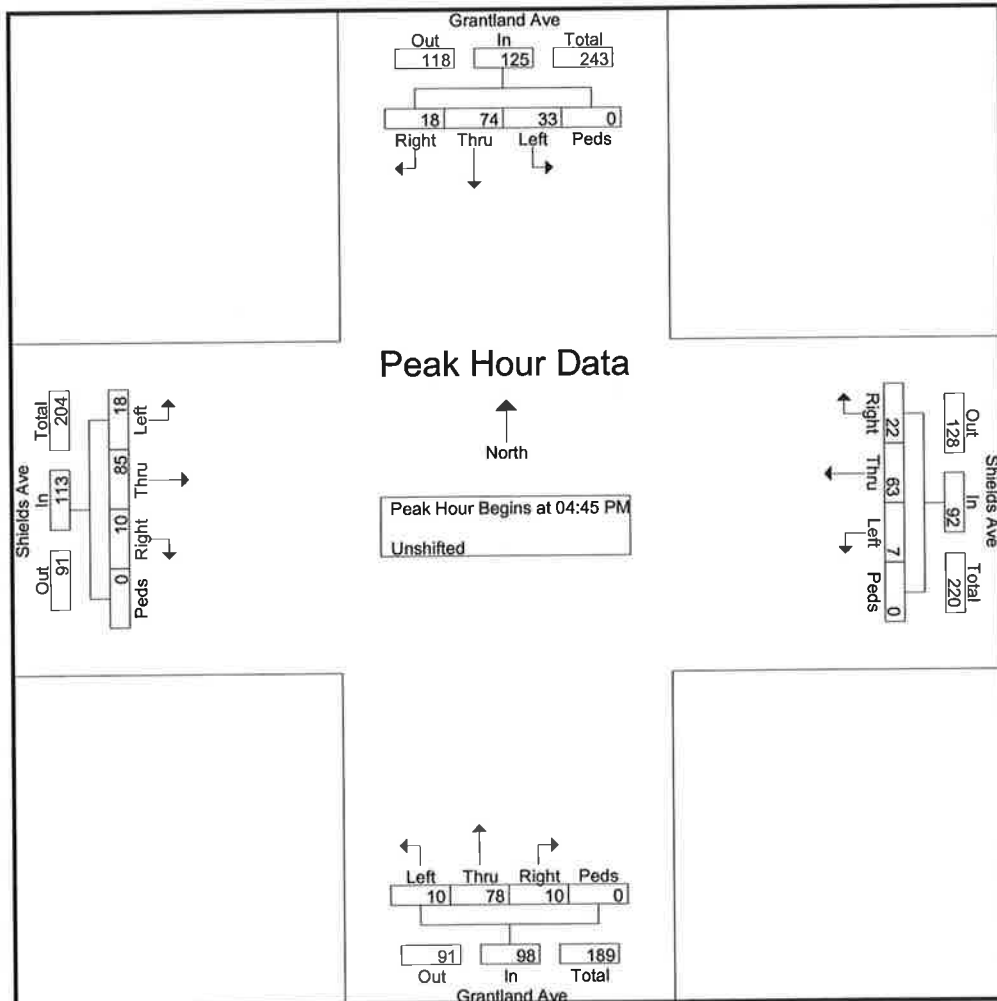 Grantland Ave
Out In Total
118 125 243
18 74 33 0
Right Thru Left Peds
Peak Hour Data
North
Peak Hour Begins at 04:45 PM
Unshifted
Shields Ave
Out In Total
91 113 204
0 10 85 18
Peds Right Thru Left
Right Thru Left Peds
22 63 7 0
Out In Total
128 92 220
Shields Ave
Left Thru Right Peds
10 78 10 0
91 98 189
Out In Total
Grantland Ave